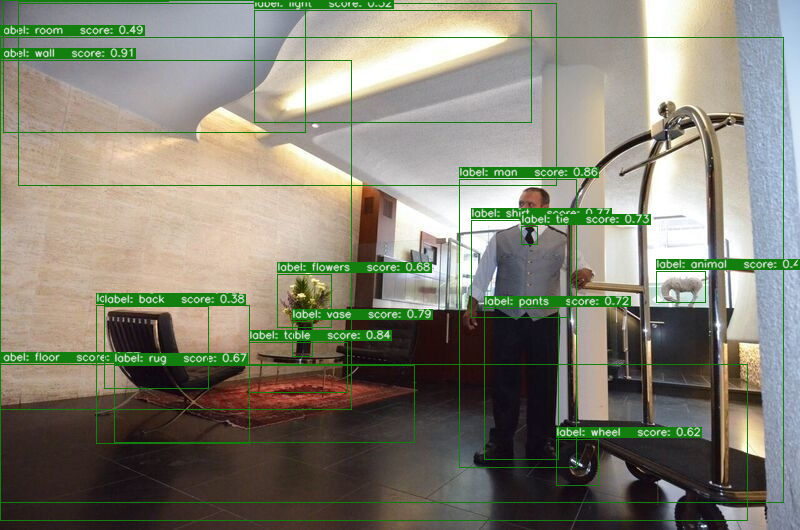 label: light score: 0.52
label: room score: 0.49
label: wall score: 0.91
label: man score: 0.86
label: shirt score: 0.77
label: tie score: 0.73
label: flowers score: 0.68
label: animal score: 0.4
label: back score: 0.38
label: pants score: 0.72
label: vase score: 0.79
label: table score: 0.84
label: floor score:
label: rug score: 0.67
label: wheel score: 0.62